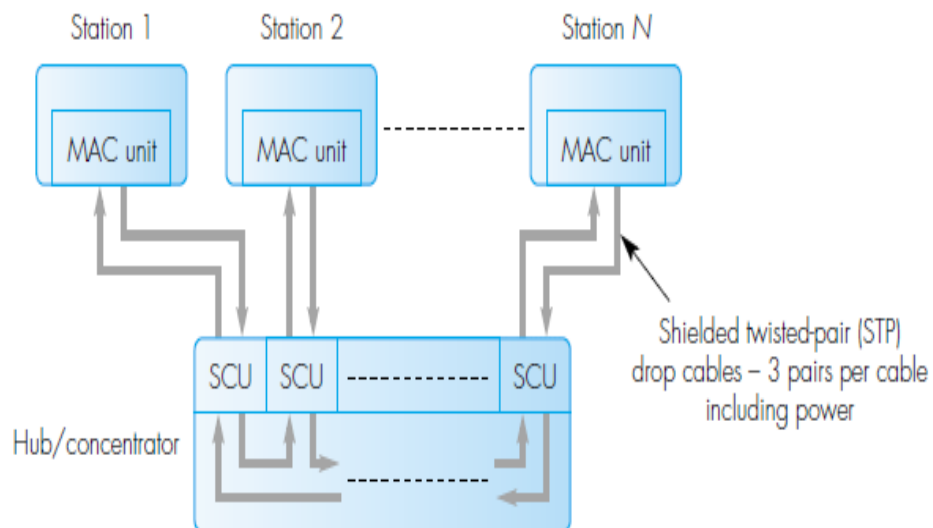 Station 1
Station 2
Station N
MAC unit
MAC unit
MAC unit
Shielded twisted-pair (STP)
drop cables – 3 pairs per cable
including power
SCU
SCU
SCU
Hub/concentrator